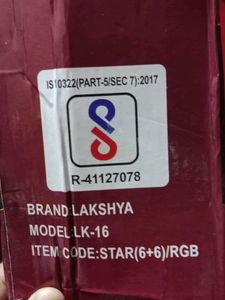 IS10322(PART-5/SEC 7):2017
R-41127078
BRAND:LAKSHYA
MODEL:LK-16
ITEM CODE:STAR(6+6)/RGB